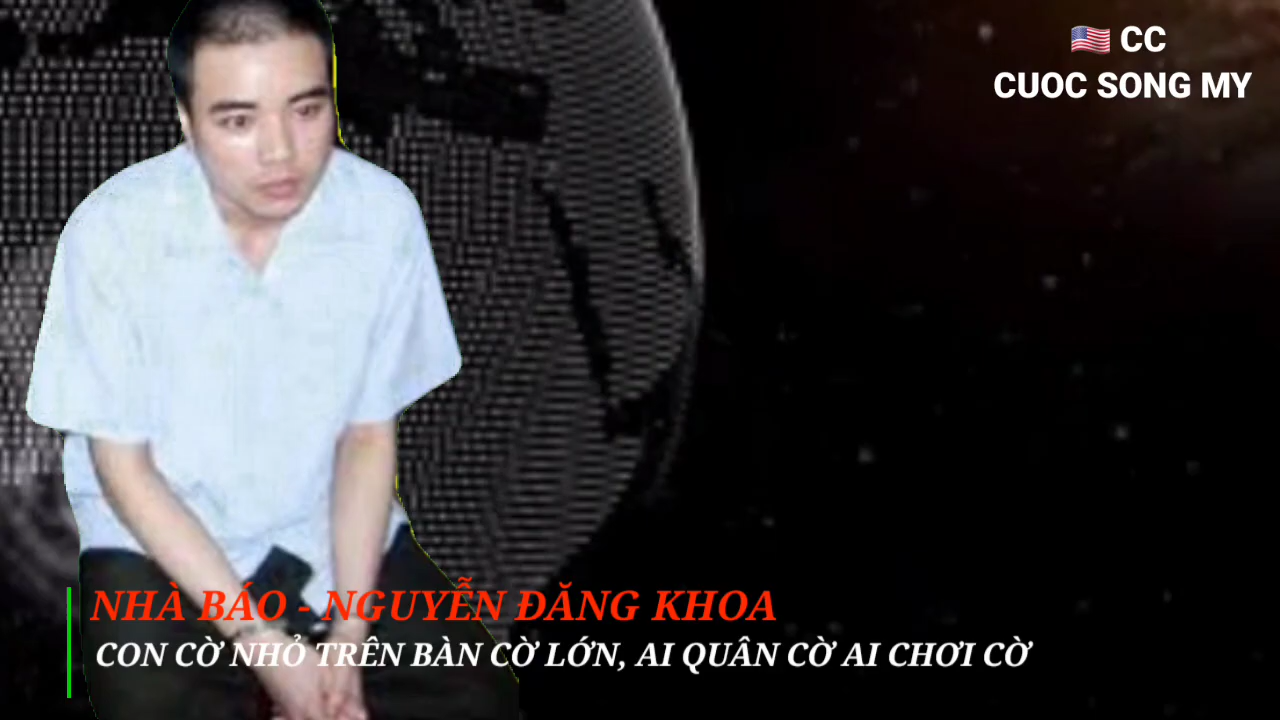 🇺🇸 CC
CUOC SONG MY
NHÀ BÁO - NGUYỄN ĐĂNG KHOA
CON CỜ NHỎ TRÊN BÀN CỜ LỚN, AI QUÂN CỜ AI CHƠI CỜ